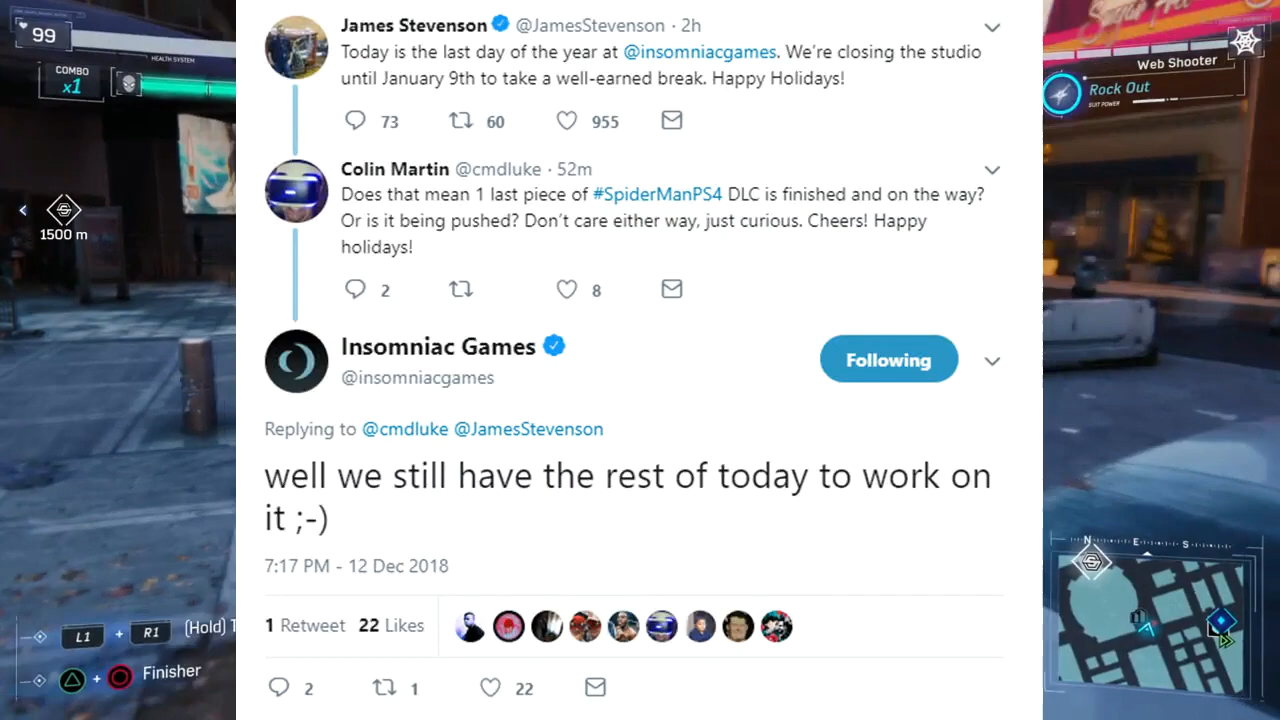 James Stevenson @JamesStevenson · 2h
Today is the last day of the year at @insomniacgames. We're closing the studio
until January 9th to take a well-earned break. Happy Holidays!
73 60 955
Colin Martin @cmdluke · 52m
Does that mean 1 last piece of #SpiderManPS4 DLC is finished and on the way?
Or is it being pushed? Don't care either way, just curious. Cheers! Happy
holidays!
2 8
Insomniac Games
@insomniacgames
Following
Replying to @cmdluke @JamesStevenson
well we still have the rest of today to work on
it ;-)
7:17 PM - 12 Dec 2018
1 Retweet 22 Likes
2 1 22
99
HEALTH SYSTEM
COMBO
x1
1500 m
L1 + R1 (Hold)
+ Finisher
Web Shooter
Rock Out
SUIT POWER
N E S